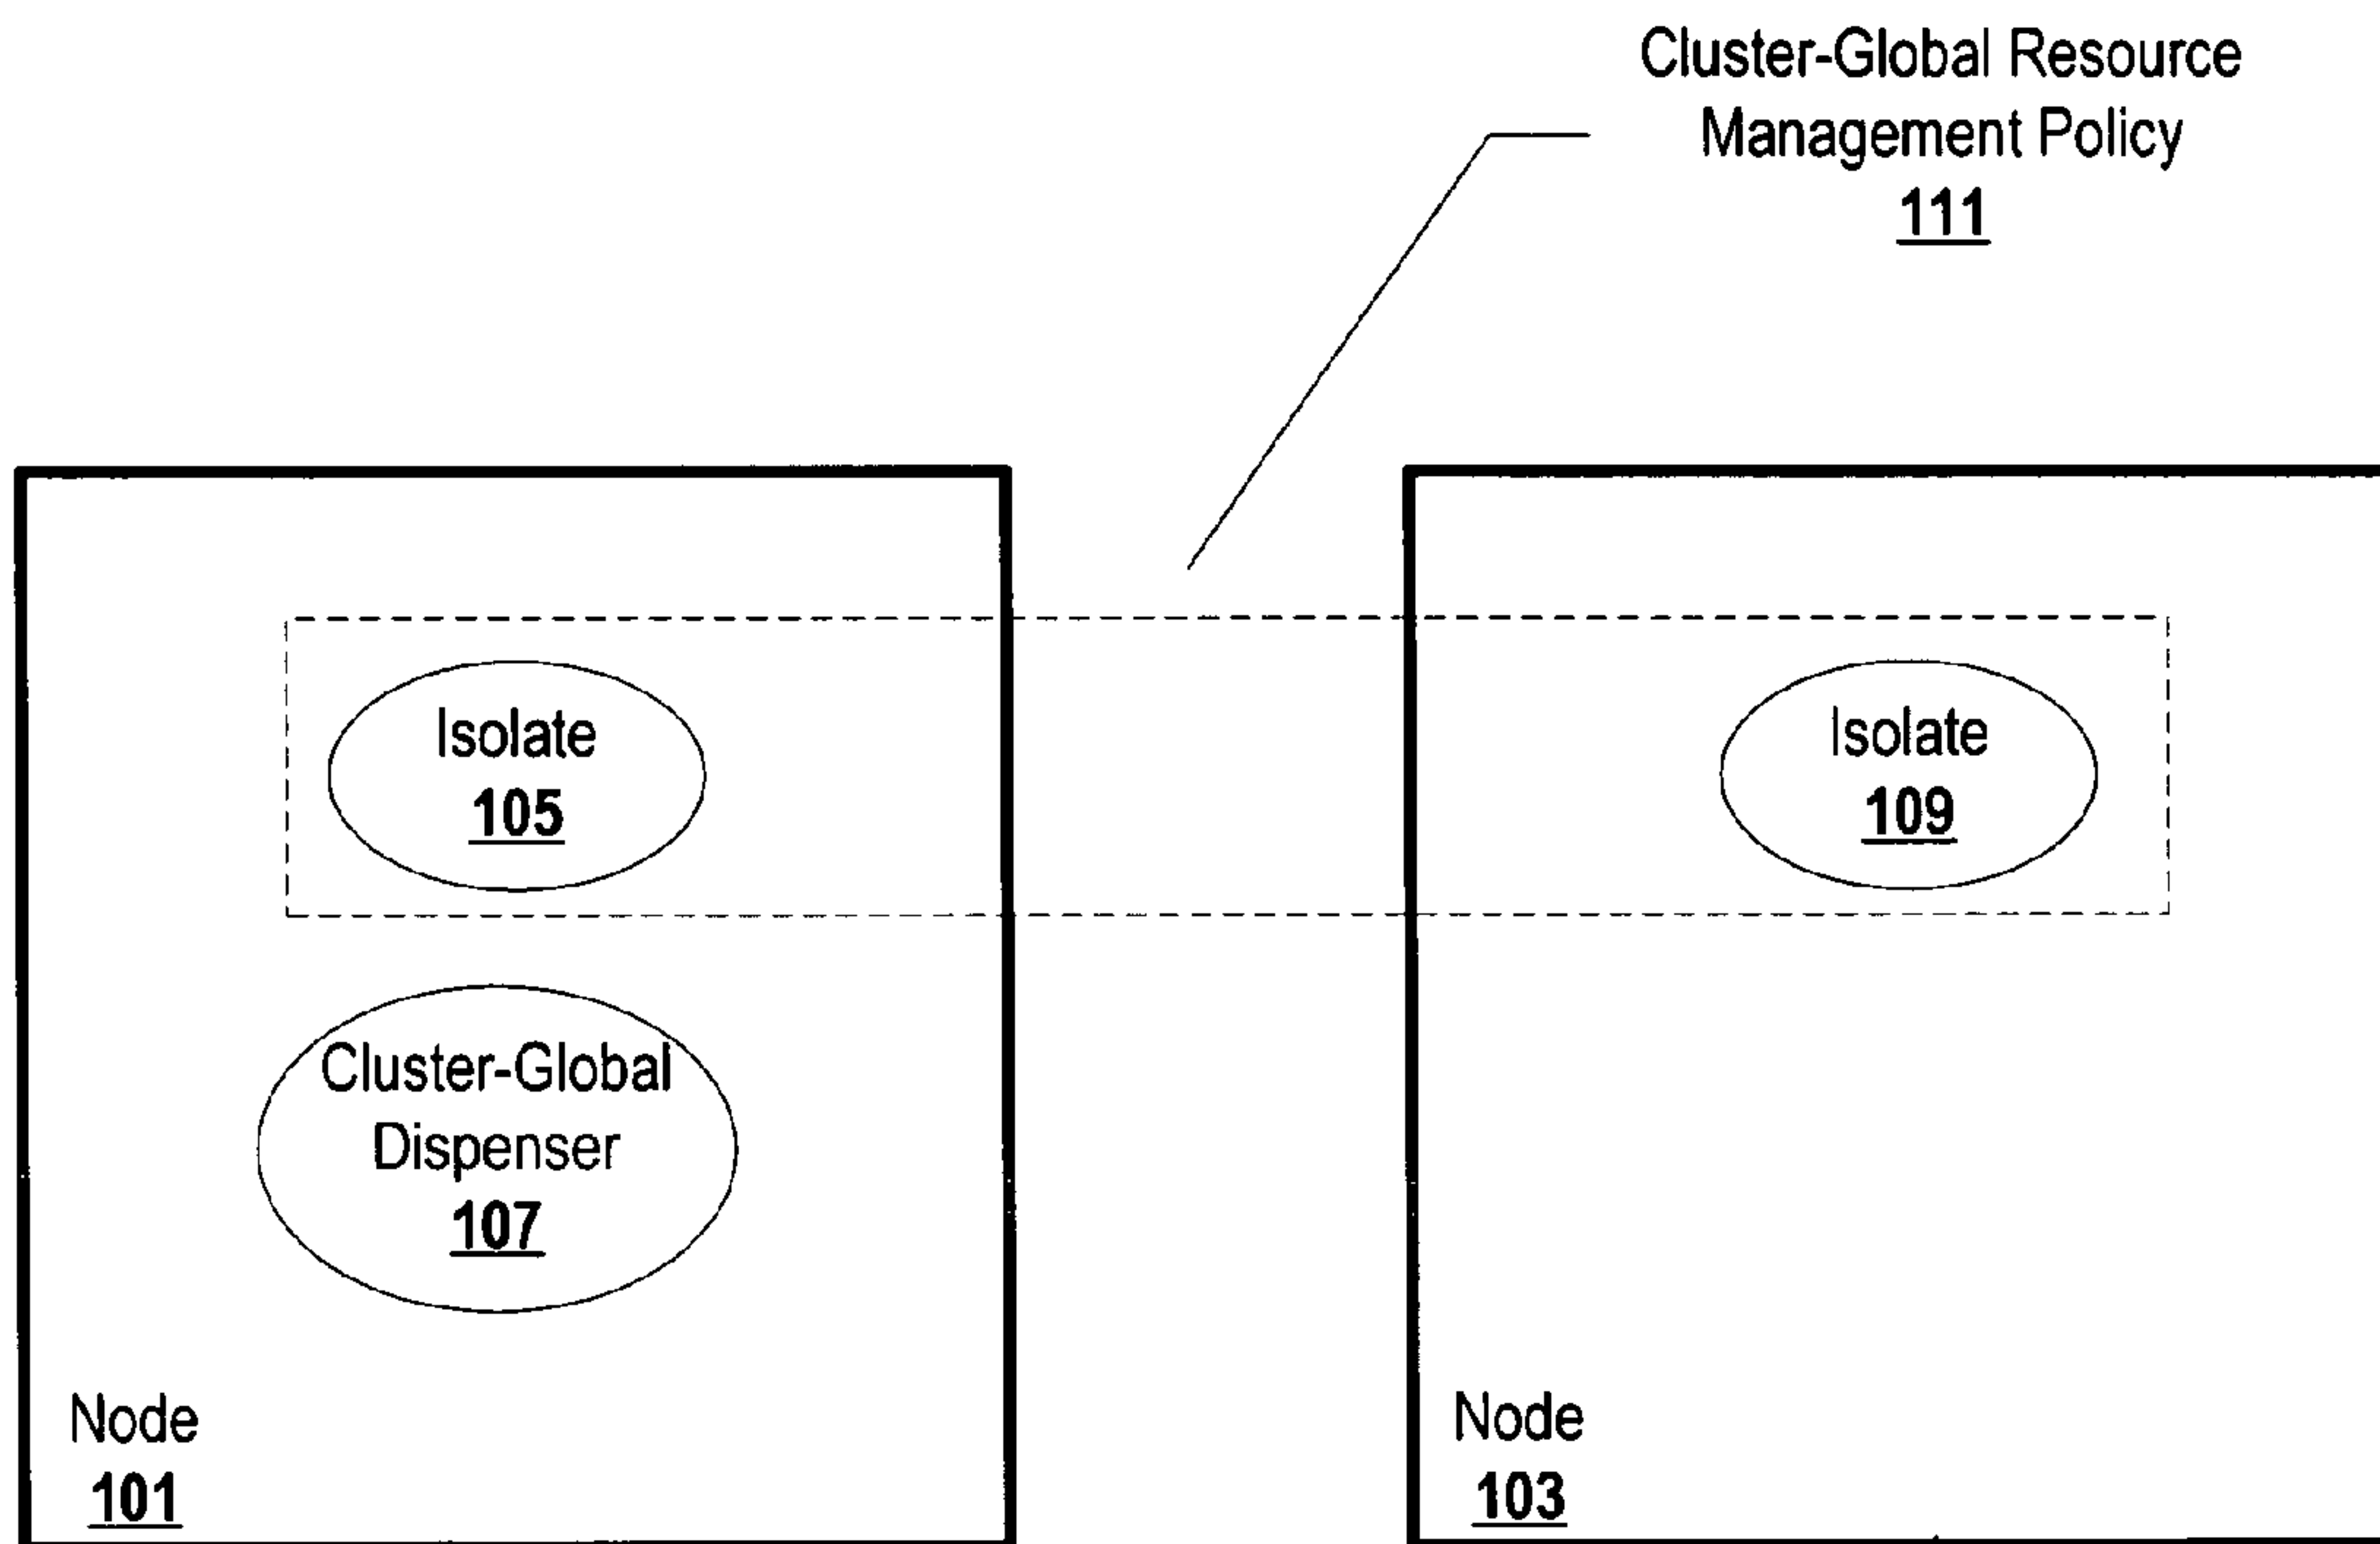 Cluster-Global Resource
Management Policy
111
Isolate
105
Isolate
109
Cluster-Global
Dispenser
107
Node
101
Node
103